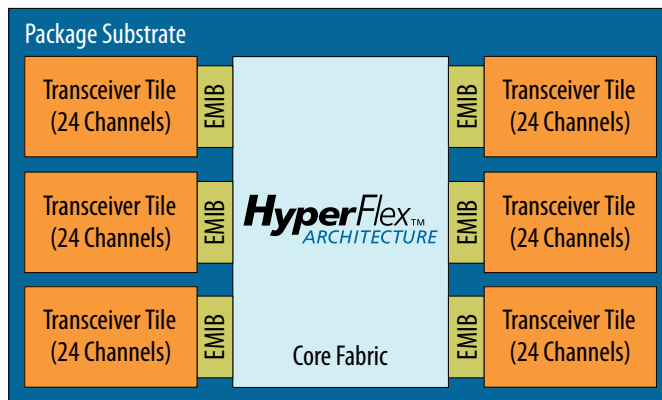 Package Substrate
Transceiver Tile
(24 Channels)
EMIB
EMIB
Transceiver Tile
(24 Channels)
Transceiver Tile
(24 Channels)
EMIB
HyperFlex™
ARCHITECTURE
EMIB
Transceiver Tile
(24 Channels)
Transceiver Tile
(24 Channels)
EMIB
Core Fabric
EMIB
Transceiver Tile
(24 Channels)